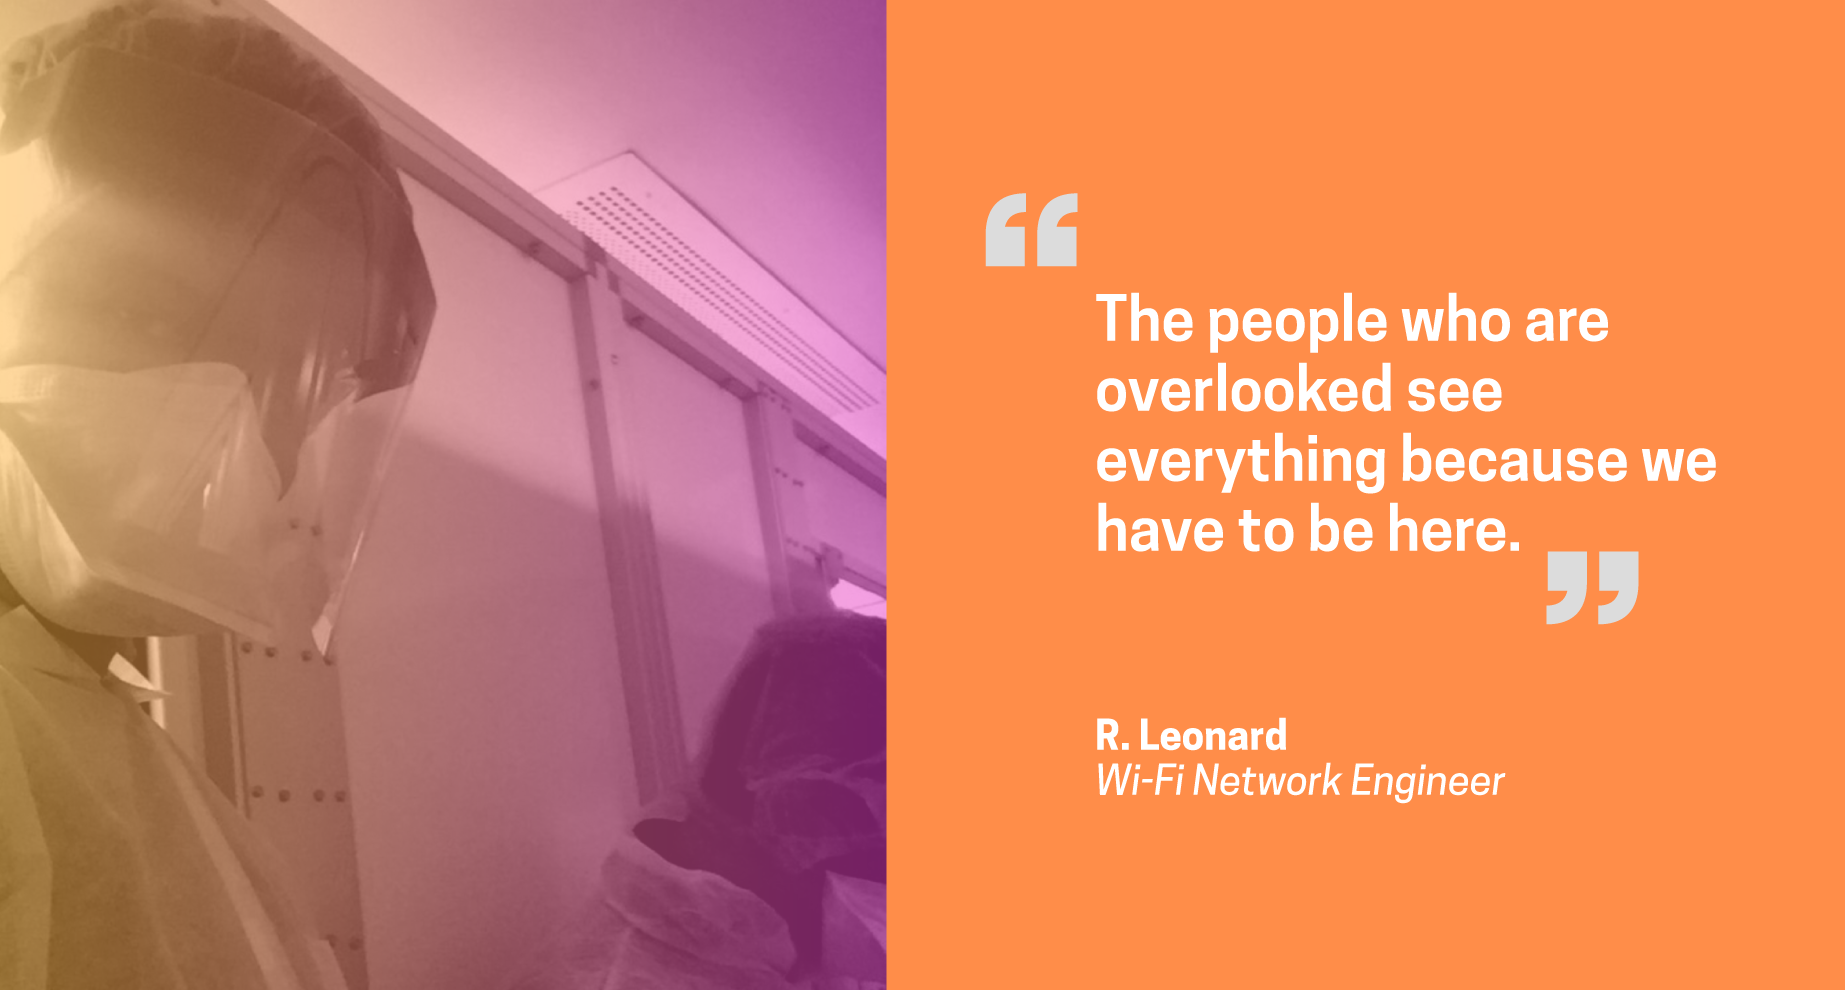 “
The people who are
overlooked see
everything because we
have to be here.
”
R. Leonard
Wi-Fi Network Engineer